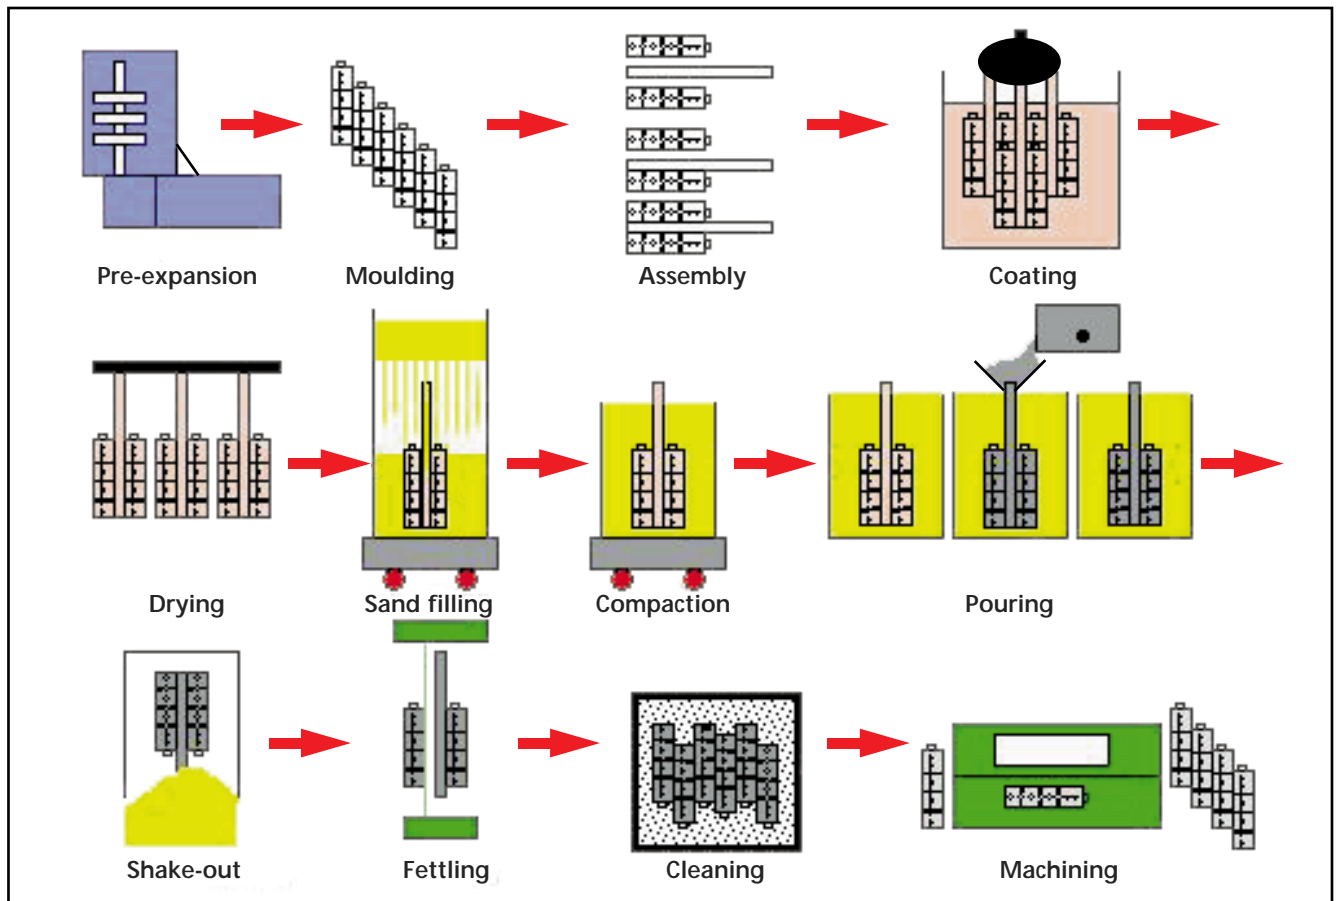 Pre-expansion
Moulding
Assembly
Coating
Drying
Sand filling
Compaction
Pouring
Shake-out
Fettling
Cleaning
Machining